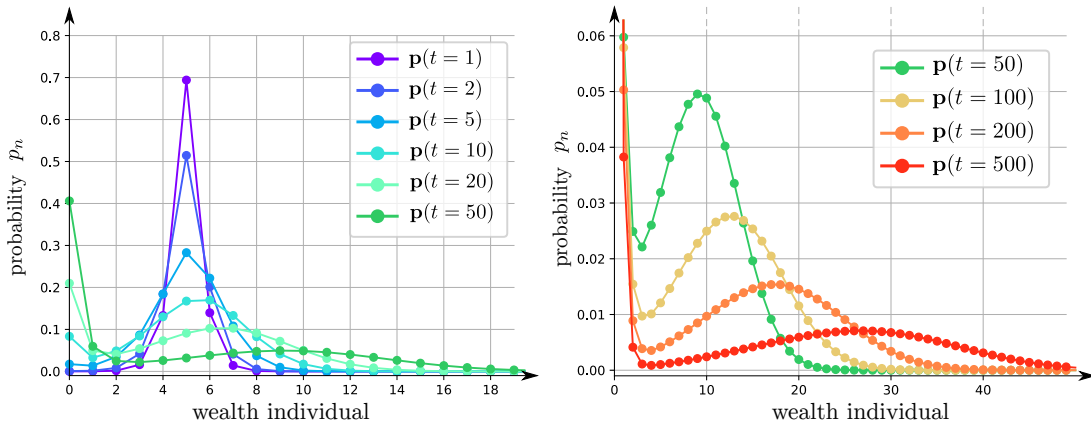 0.8
0.7
0.6
0.5
0.4
0.3
0.2
0.1
0.0
probability pₙ
0 2 4 6 8 10 12 14 16 18
wealth individual
p(t = 1)
p(t = 2)
p(t = 5)
p(t = 10)
p(t = 20)
p(t = 50)
0.06
0.05
0.04
0.03
0.02
0.01
0.00
probability pₙ
0 10 20 30 40
wealth individual
p(t = 50)
p(t = 100)
p(t = 200)
p(t = 500)